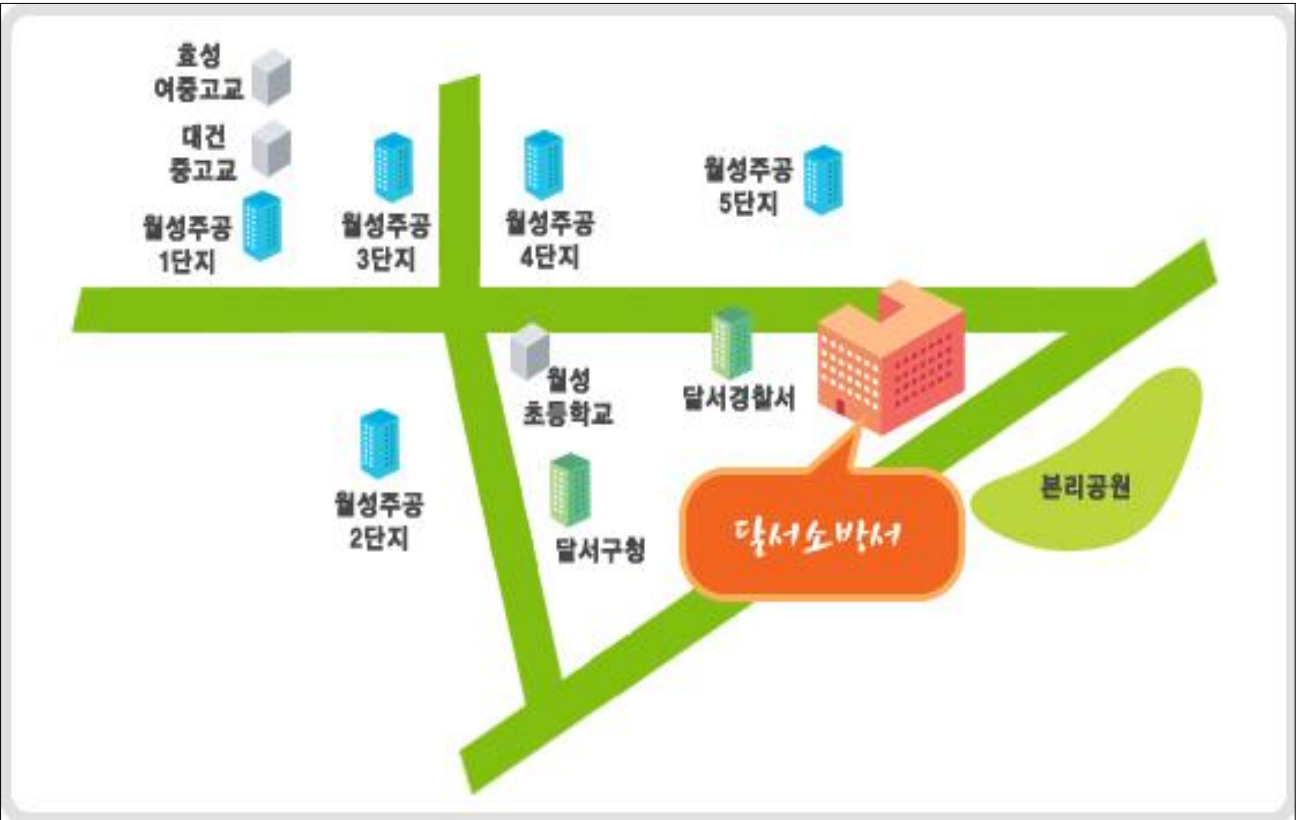 효성
여중고교
대건
중고교
월성주공
1단지
월성주공
3단지
월성주공
4단지
월성주공
5단지
월성
초등학교
달서경찰서
월성주공
2단지
달서구청
달서소방서
본리공원